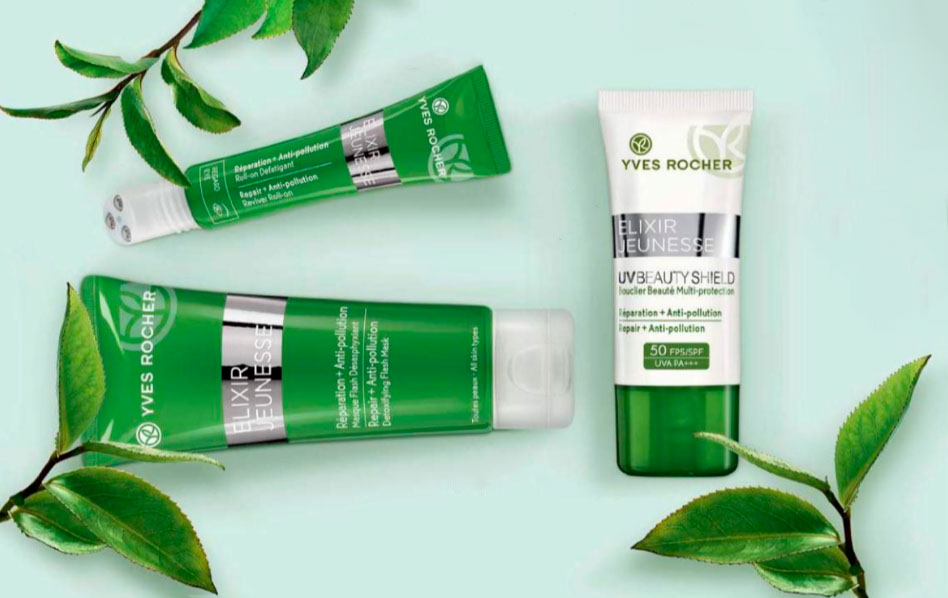 YVES ROCHER
ELIXIR
JEUNESSE
Réparation + Anti-pollution
Roll-on Défatigant
Repair + Anti-pollution
Reviver Roll-on
REGARD
EYE
YVES ROCHER
ELIXIR
JEUNESSE
UV BEAUTY SHIELD
Bouclier Beauté Multi-protection
Réparation + Anti-pollution
Repair + Anti-pollution
50 FPS/SPF
UVA PA+++
YVES ROCHER
ELIXIR
JEUNESSE
Réparation + Anti-pollution
Masque Flash Désasphyxiant
Repair + Anti-pollution
Detoxifying Flash Mask
Toutes peaux - All skin types